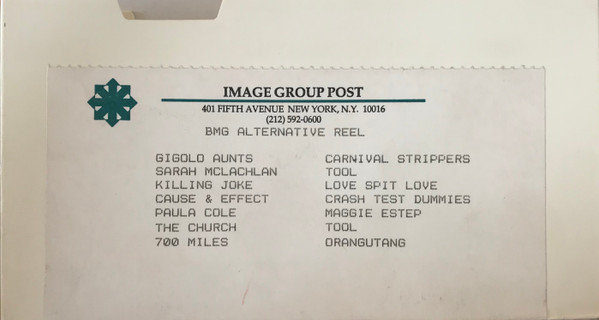 IMAGE GROUP POST
401 FIFTH AVENUE NEW YORK, N.Y. 10016
(212) 592-0600
BMG ALTERNATIVE REEL
GIGOLO AUNTS CARNIVAL STRIPPERS
SARAH MCLACHLAN TOOL
KILLING JOKE LOVE SPIT LOVE
CAUSE & EFFECT CRASH TEST DUMMIES
PAULA COLE MAGGIE ESTEP
THE CHURCH TOOL
700 MILES ORANGUTANG